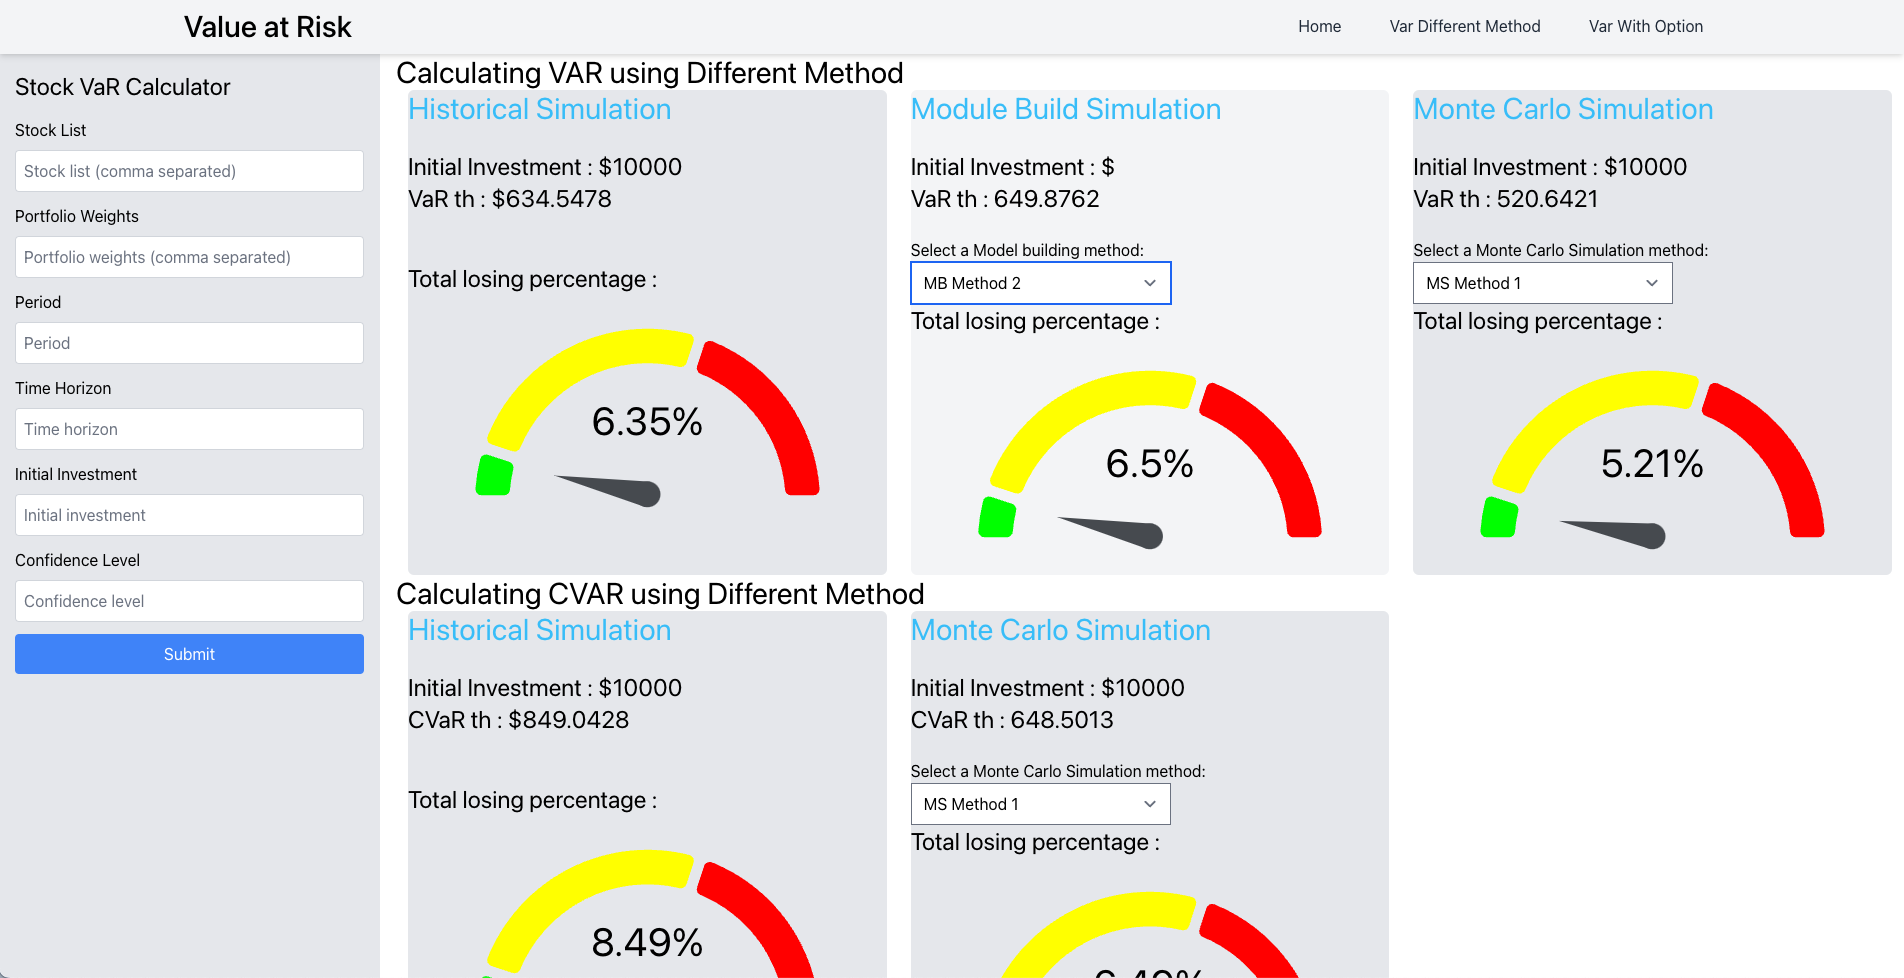 Value at Risk
Home
Var Different Method
Var With Option
Stock VaR Calculator
Stock List
Stock list (comma separated)
Portfolio Weights
Portfolio weights (comma separated)
Period
Period
Time Horizon
Time horizon
Initial Investment
Initial investment
Confidence Level
Confidence level
Submit
Calculating VAR using Different Method
Historical Simulation
Initial Investment : $10000
VaR th : $634.5478
Total losing percentage :
6.35%
Module Build Simulation
Initial Investment : $
VaR th : 649.8762
Select a Model building method:
MB Method 2
Total losing percentage :
6.5%
Monte Carlo Simulation
Initial Investment : $10000
VaR th : 520.6421
Select a Monte Carlo Simulation method:
MS Method 1
Total losing percentage :
5.21%
Calculating CVAR using Different Method
Historical Simulation
Initial Investment : $10000
CVaR th : $849.0428
Total losing percentage :
8.49%
Monte Carlo Simulation
Initial Investment : $10000
CVaR th : 648.5013
Select a Monte Carlo Simulation method:
MS Method 1
Total losing percentage :